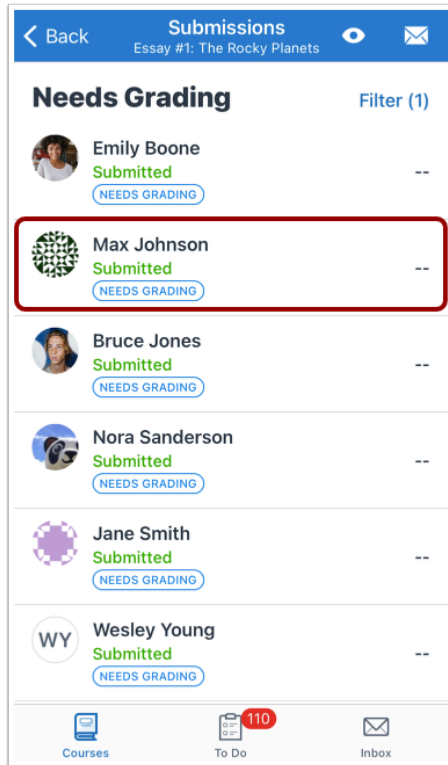 Back
Submissions
Essay #1: The Rocky Planets
Needs Grading
Filter (1)
Emily Boone
Submitted
--
NEEDS GRADING
Max Johnson
Submitted
--
NEEDS GRADING
Bruce Jones
Submitted
--
NEEDS GRADING
Nora Sanderson
Submitted
--
NEEDS GRADING
Jane Smith
Submitted
--
NEEDS GRADING
WY
Wesley Young
Submitted
--
NEEDS GRADING
110
Courses
To Do
Inbox